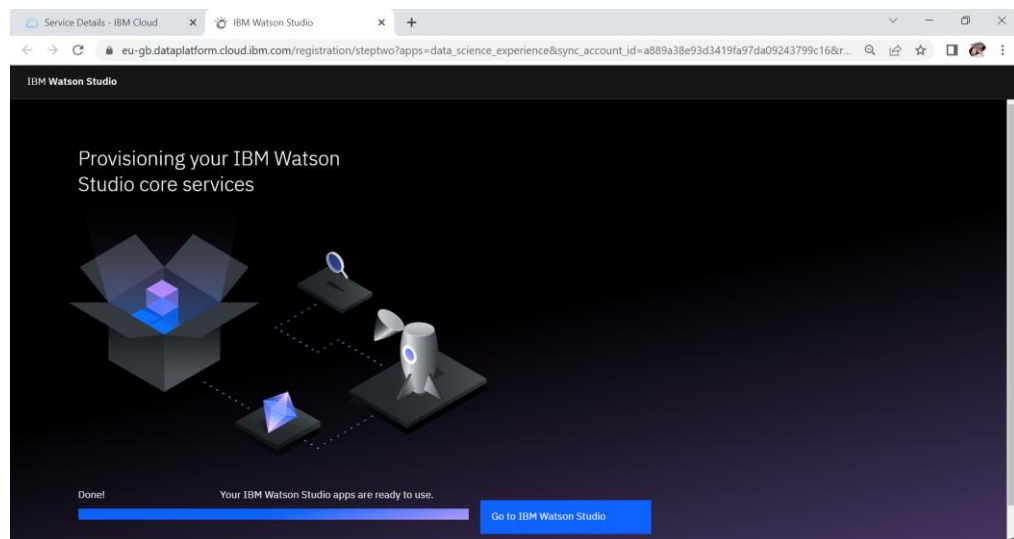 Service Details - IBM Cloud
IBM Watson Studio
eu-gb.dataplatform.cloud.ibm.com/registration/steptwo?apps=data_science_experience&sync_account_id=a889a38e93d3419fa97da09243799c16&r...
IBM Watson Studio
Provisioning your IBM Watson
Studio core services
Done!
Your IBM Watson Studio apps are ready to use.
Go to IBM Watson Studio